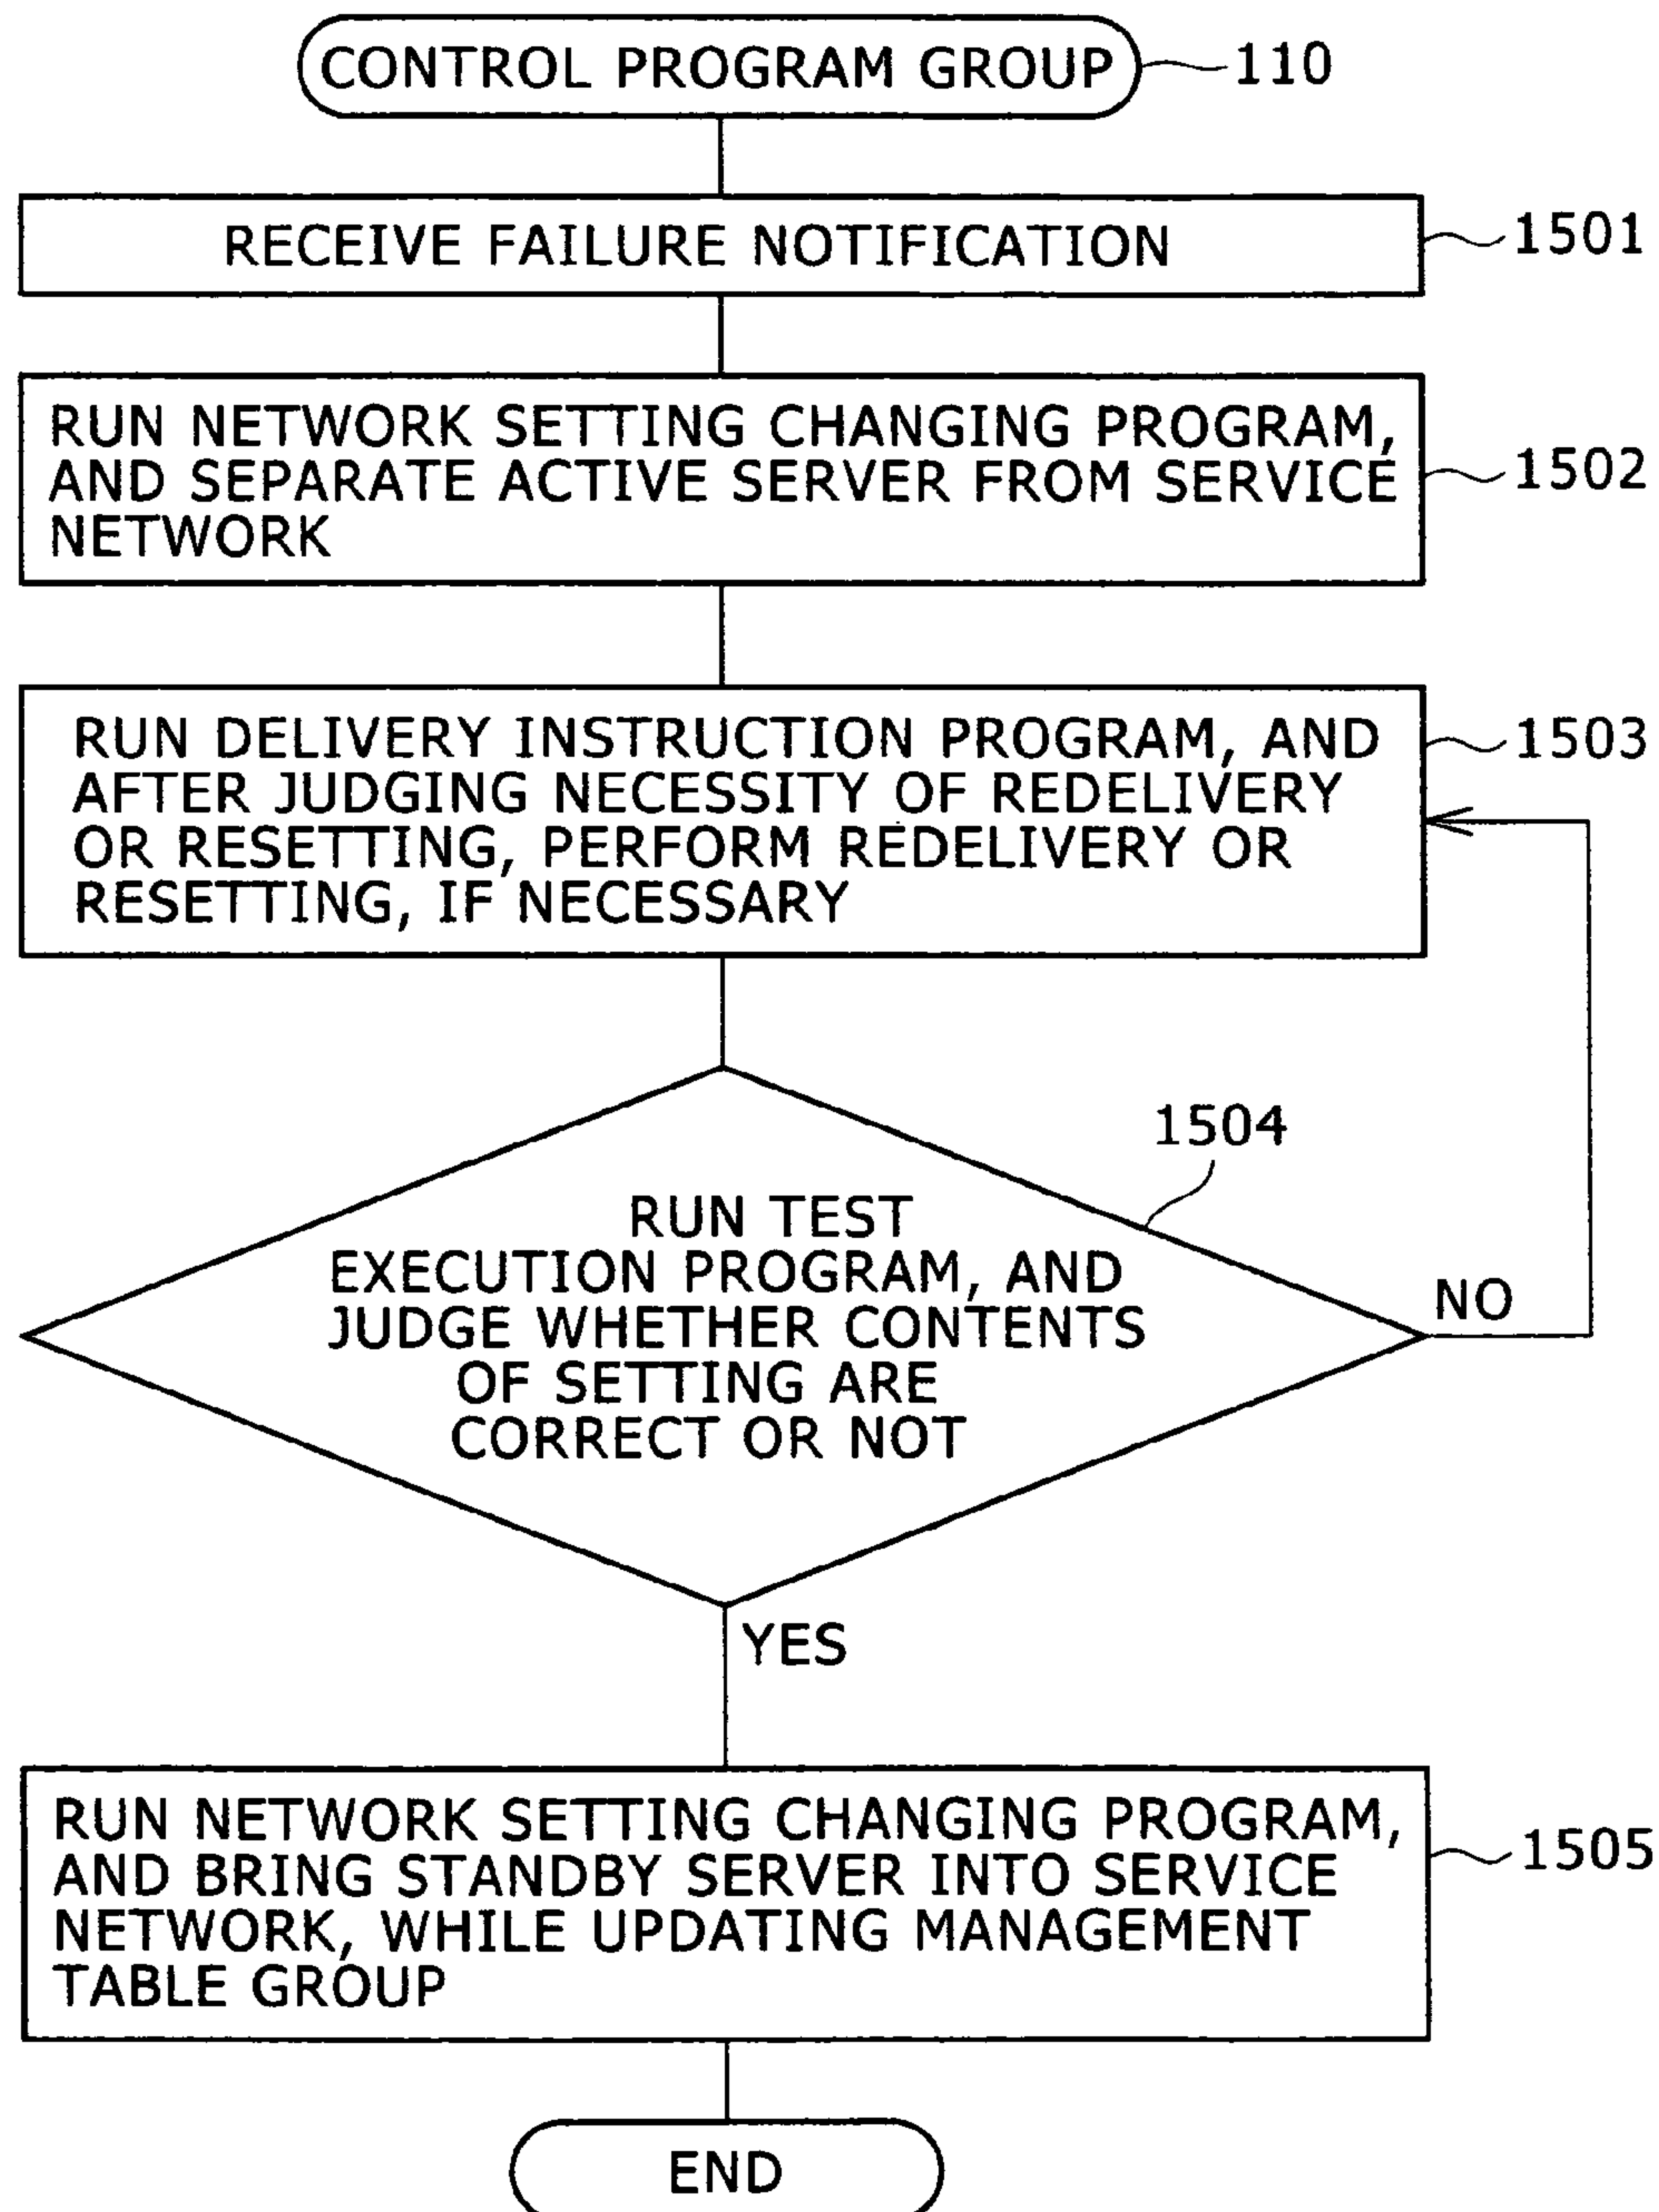 CONTROL PROGRAM GROUP
110
RECEIVE FAILURE NOTIFICATION
1501
RUN NETWORK SETTING CHANGING PROGRAM,
AND SEPARATE ACTIVE SERVER FROM SERVICE
NETWORK
1502
RUN DELIVERY INSTRUCTION PROGRAM, AND
AFTER JUDGING NECESSITY OF REDELIVERY
OR RESETTING, PERFORM REDELIVERY OR
RESETTING, IF NECESSARY
1503
1504
RUN TEST
EXECUTION PROGRAM, AND
JUDGE WHETHER CONTENTS
OF SETTING ARE
CORRECT OR NOT
NO
YES
RUN NETWORK SETTING CHANGING PROGRAM,
AND BRING STANDBY SERVER INTO SERVICE
NETWORK, WHILE UPDATING MANAGEMENT
TABLE GROUP
1505
END